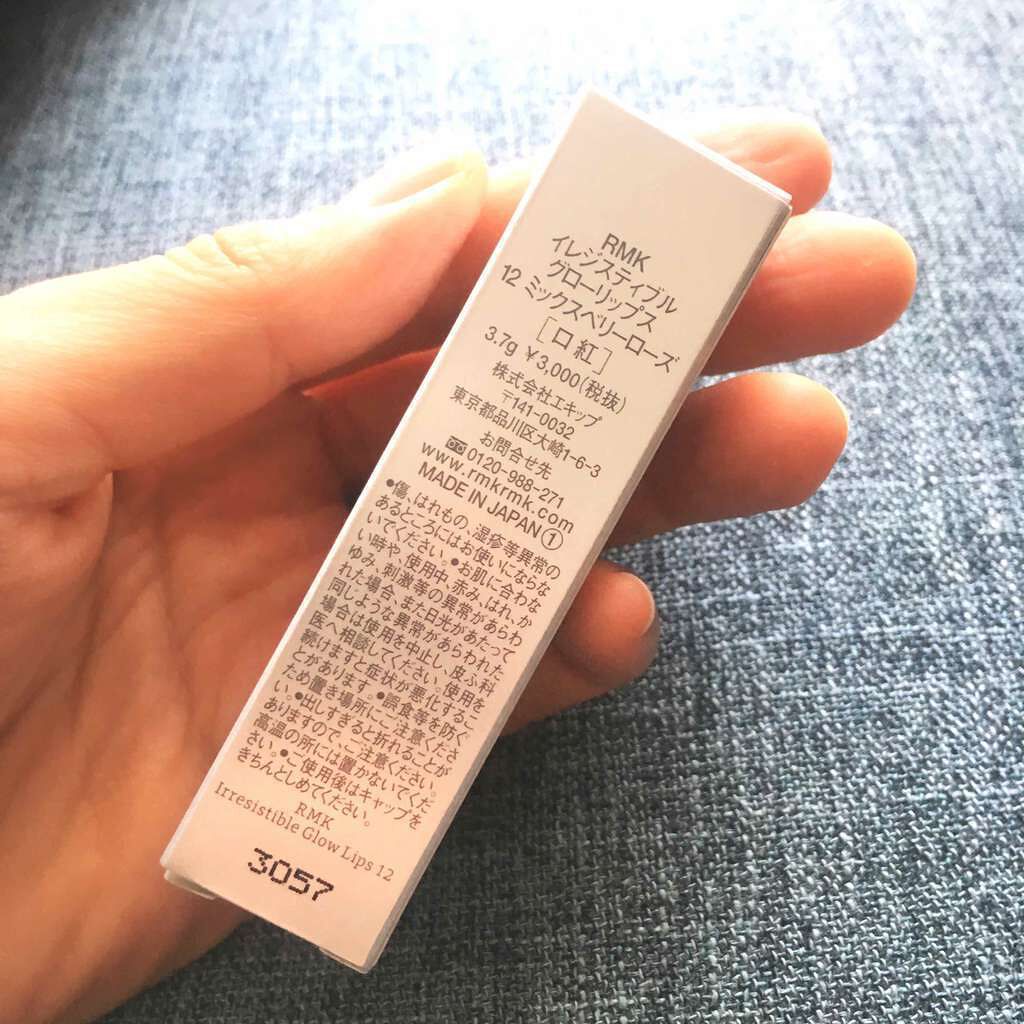 RMK
イレジスティブル
グローリップス
12 ミックスベリーローズ
[口紅]
3.7g ¥3,000(税抜)
株式会社エキップ
〒141-0032
東京都品川区大崎1-6-3
お問合せ先
0120-988-271
www.rmkrmk.com
MADE IN JAPAN①
●傷、はれもの、湿疹等異常の
あるところにはお使いにならな
いでください。●お肌に合わな
い時や、使用中、赤み、はれ、か
ゆみ、刺激等の異常があらわ
れた場合、また日光があたって
同じような異常があらわれた
場合は使用を中止し、皮ふ科
医へ相談してください。使用を
続けますと症状が悪化するこ
とがあります。●誤食等を防ぐ
ため置き場所にご注意くださ
い。●出しすぎると折れることが
ありますので、ご注意ください。
高温の所には置かないでくだ
さい。●ご使用後はキャップを
きちんとしめてください。
RMK
Irresistible Glow Lips 12
3057